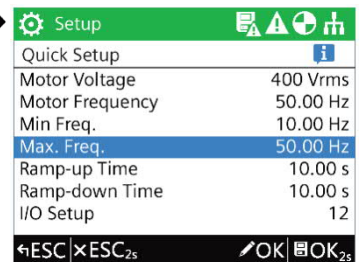 Setup
Quick Setup i
Motor Voltage 400 Vrms
Motor Frequency 50.00 Hz
Min Freq. 10.00 Hz
Max. Freq. 50.00 Hz
Ramp-up Time 10.00 s
Ramp-down Time 10.00 s
I/O Setup 12
ESC ESC2s OK OK2s